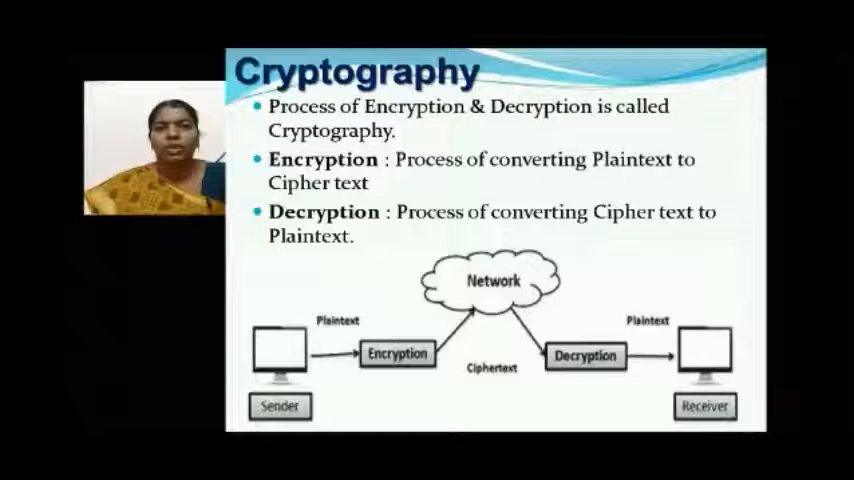 Cryptography
• Process of Encryption & Decryption is called
Cryptography.
• Encryption : Process of converting Plaintext to
Cipher text
• Decryption : Process of converting Cipher text to
Plaintext.
Network
Plaintext
Plaintext
Encryption
Ciphertext
Decryption
Sender
Receiver